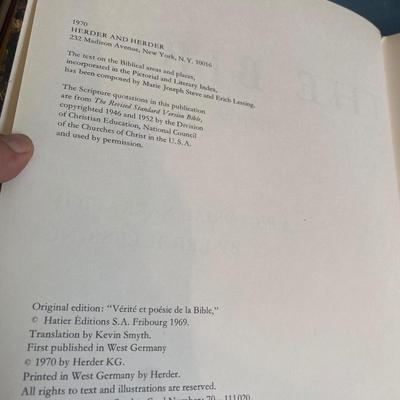 1970
HERDER AND HERDER
232 Madison Avenue, New York, N.Y. 10016
The text on the Biblical areas and places,
incorporated in the Pictorial and Literary Index,
has been composed by Marie Joseph Steve and Erich Lessing.
The Scripture quotations in this publication
are from The Revised Standard Version Bible,
copyrighted 1946 and 1952 by the Division
of Christian Education, National Council
of the Churches of Christ in the U.S.A.
and used by permission.
Original edition: "Vérité et poésie de la Bible,"
© Hatier Éditions S.A. Fribourg 1969.
Translation by Kevin Smyth.
First published in West Germany
© 1970 by Herder KG.
Printed in West Germany by Herder.
All rights to text and illustrations are reserved.
Card Number: 70 – 111020